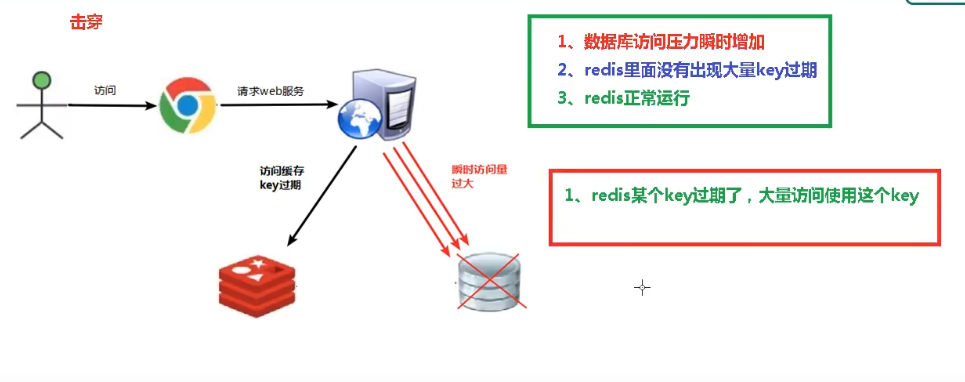 击穿
访问
请求web服务
访问缓存
key过期
瞬时访问量
过大
1、数据库访问压力瞬时增加
2、redis里面没有出现大量key过期
3、redis正常运行
1、redis某个key过期了，大量访问使用这个key